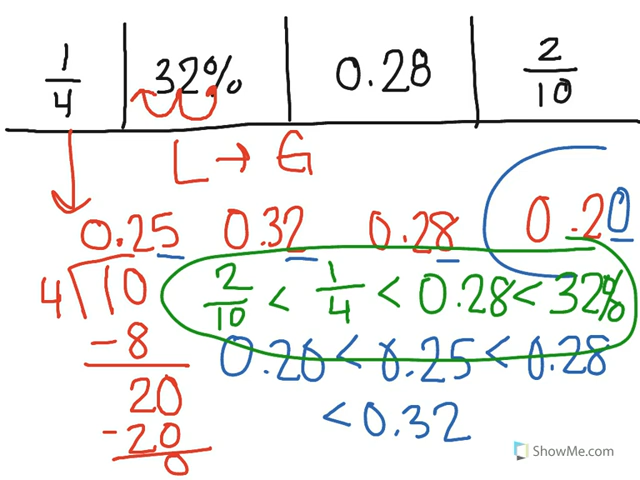 1/4 32% 0.28 2/10
L → G
0.25 0.32 0.28 0.20
4 10
2/10 < 1/4 < 0.28 < 32%
- 8
0.20 < 0.25 < 0.28
20
< 0.32
- 20
0
ShowMe.com